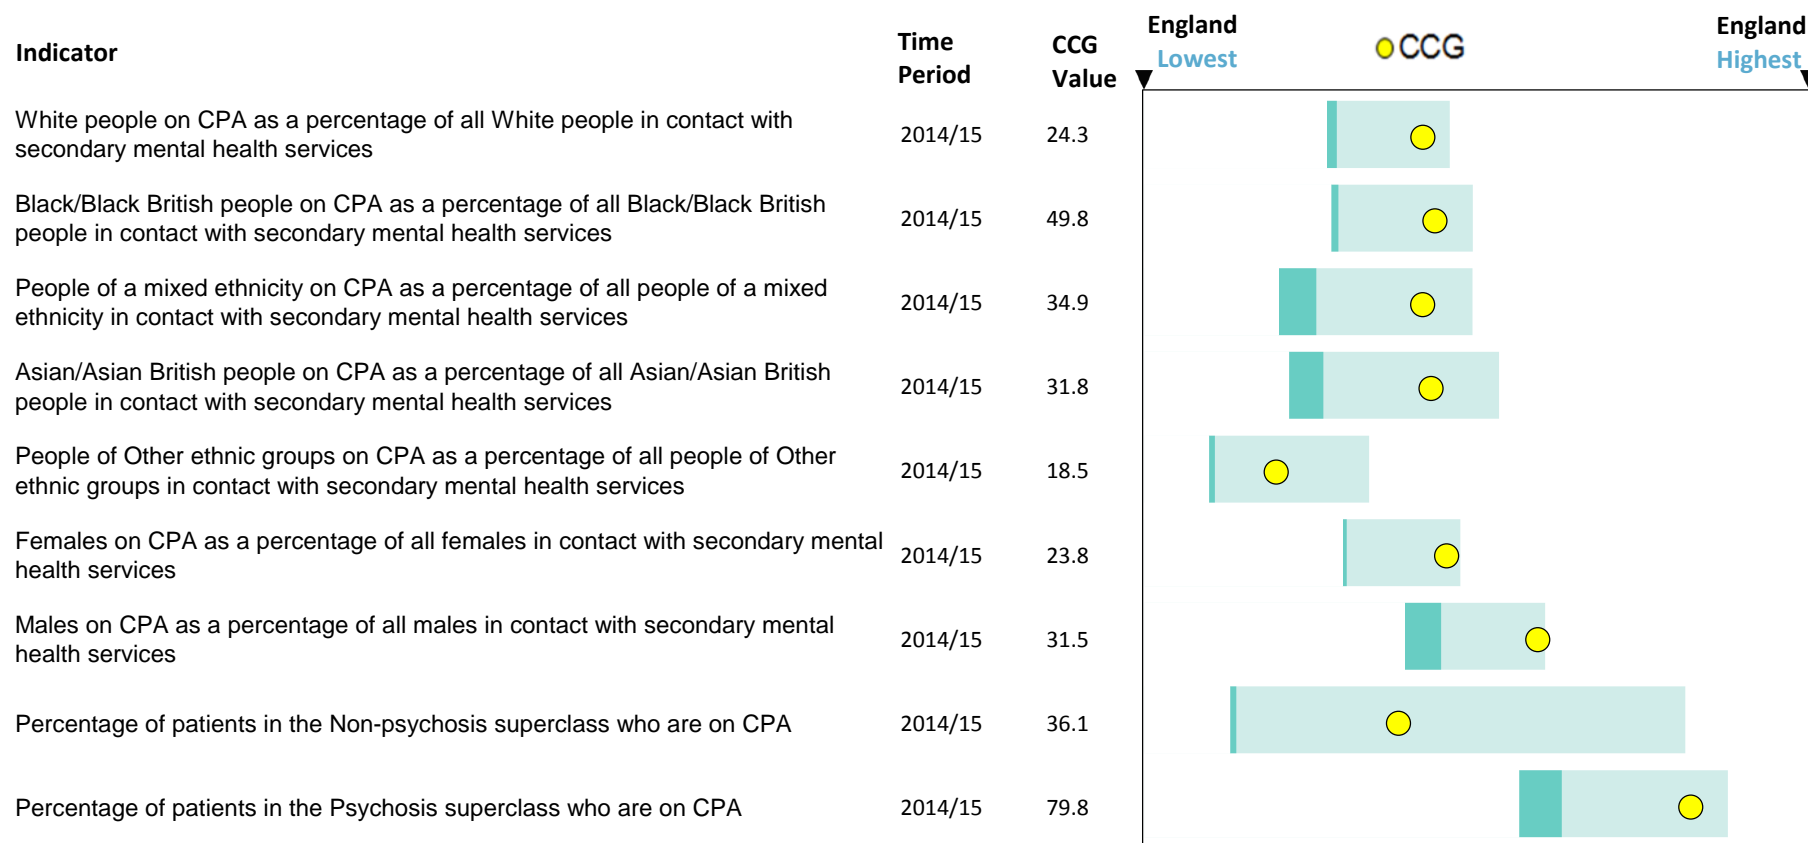 Indicator
Time Period
CCG Value
England Lowest
CCG
England Highest
White people on CPA as a percentage of all White people in contact with
secondary mental health services
2014/15
24.3
Black/Black British people on CPA as a percentage of all Black/Black British
people in contact with secondary mental health services
2014/15
49.8
People of a mixed ethnicity on CPA as a percentage of all people of a mixed
ethnicity in contact with secondary mental health services
2014/15
34.9
Asian/Asian British people on CPA as a percentage of all Asian/Asian British
people in contact with secondary mental health services
2014/15
31.8
People of Other ethnic groups on CPA as a percentage of all people of Other
ethnic groups in contact with secondary mental health services
2014/15
18.5
Females on CPA as a percentage of all females in contact with secondary mental
health services
2014/15
23.8
Males on CPA as a percentage of all males in contact with secondary mental
health services
2014/15
31.5
Percentage of patients in the Non-psychosis superclass who are on CPA
2014/15
36.1
Percentage of patients in the Psychosis superclass who are on CPA
2014/15
79.8